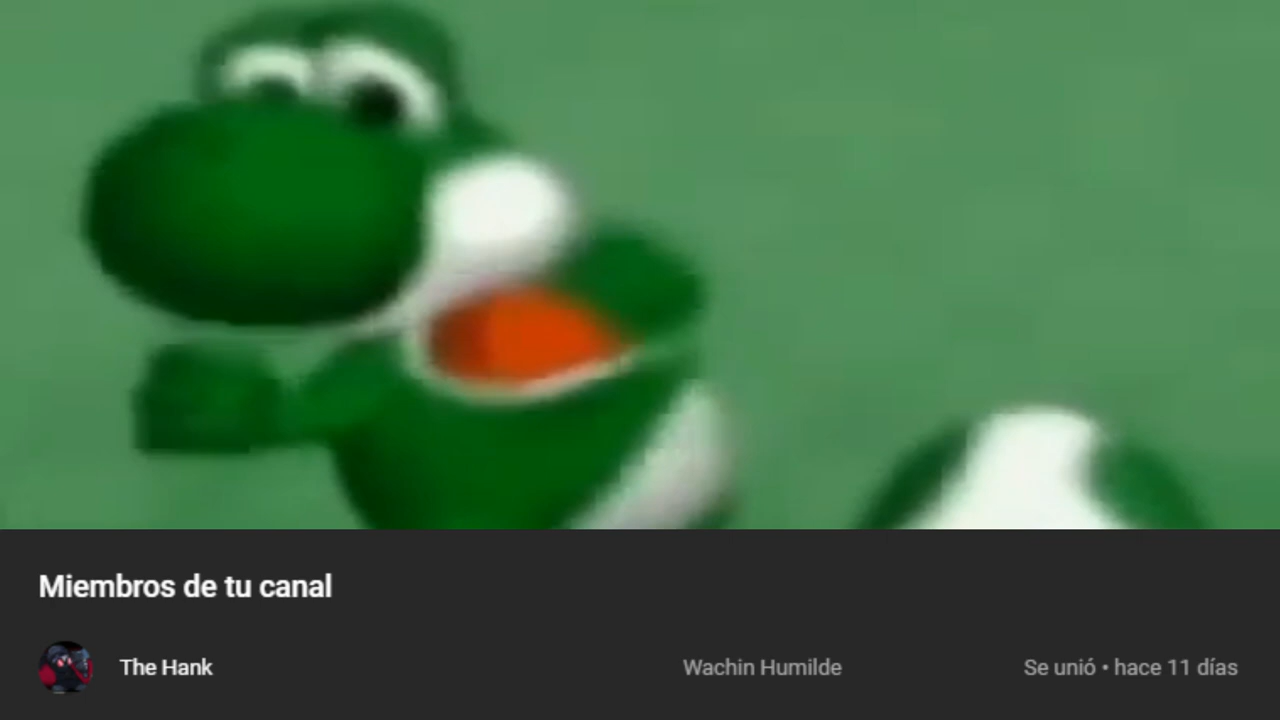 Miembros de tu canal
The Hank Wachin Humilde Se unió • hace 11 días